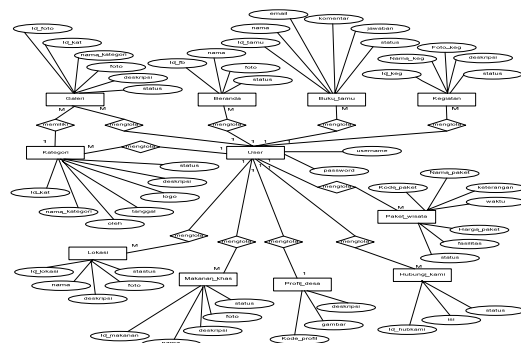 email
komentar
Id_foto
nama
jawaban
Id_kat
Id_tamu
status
Foto_keg
nama_kategori
nama
Nama_keg
deskripsi
foto
Id_fb
foto
deskripsi
status
Id_keg
status
status
Galeri
Beranda
Buku_tamu
Kegiatan
M
M
M
M
M
memiliki
mengelola
mengelola
mengelola
mengelola
1
1
1
1
1
Kategori
M
mengelola
1
User
username
status
password
Nama_paket
deskripsi
mengelola
Kode_paket
keterangan
Id_kat
logo
waktu
nama_kategori
tanggal
M
Paket_wisata
oleh
Harga_paket
mengelola
mengelola
mengelola
mengelola
fasilitas
Lokasi
M
status
Id_lokasi
stastus
M
1
M
nama
foto
Makanan_khas
Profil_desa
Hubungi_kami
deskripsi
status
deskripsi
status
foto
gambar
isi
Id_makanan
deskripsi
Id_hubkami
nama
Kode_profil